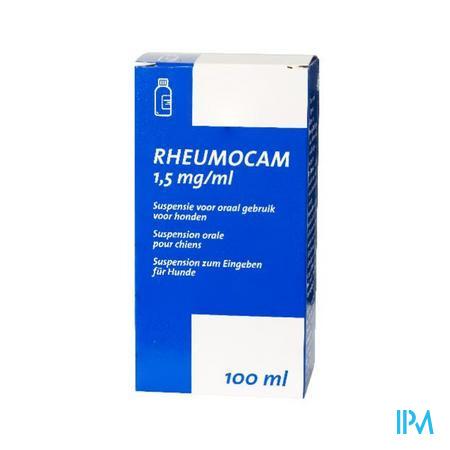 RHEUMOCAM
1,5 mg/ml
Suspensie voor oraal gebruik
voor honden
Suspension orale
pour chiens
Suspension zum Eingeben
für Hunde
100 ml
IPM